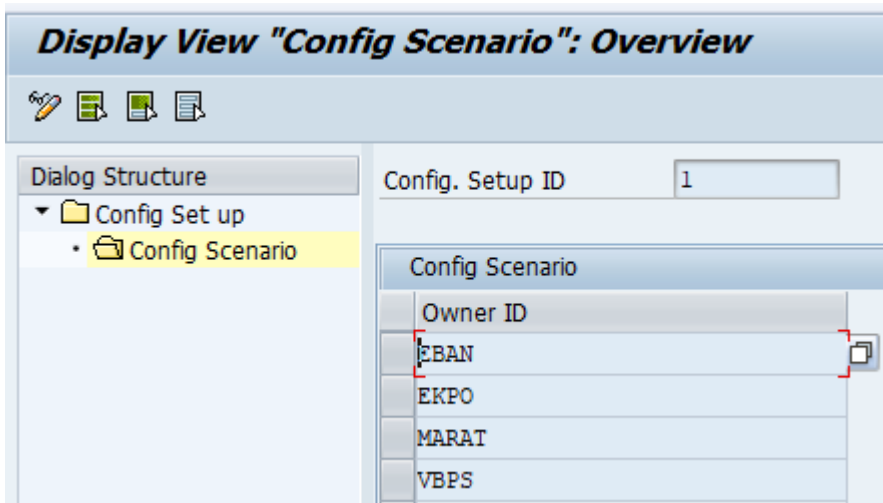 Display View "Config Scenario": Overview
Dialog Structure
Config Set up
Config Scenario
Config. Setup ID 1
Config Scenario
Owner ID
EBAN
EKPO
MARAT
VBPS